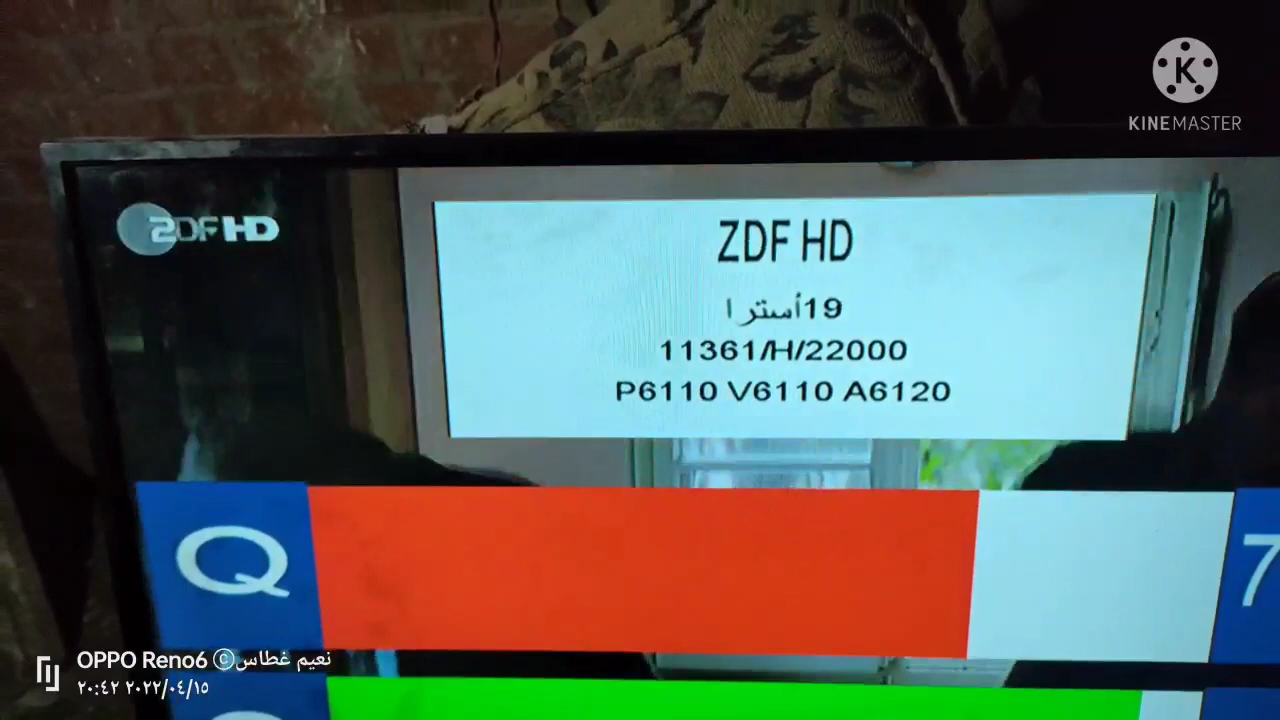 K
KINEMASTER
ZDF HD
ZDF HD
19أسترا
11361/H/22000
P6110 V6110 A6120
Q
7
OPPO Reno6 ©نعيم غطاس
٢٠٢٢/٠٤/١٥ ٢٠:٤٢